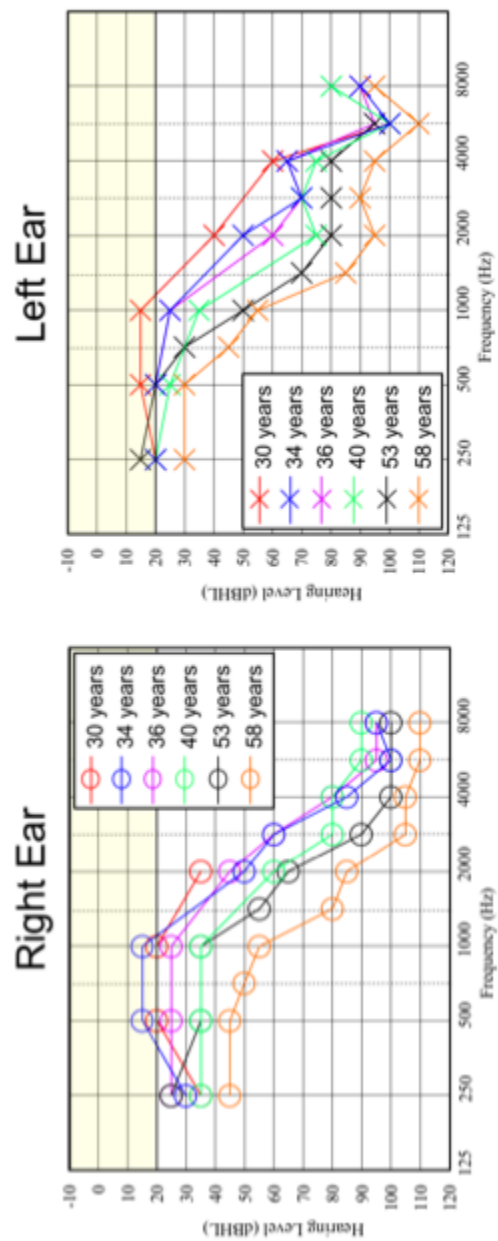 Right Ear
-10
0
10
20
30
40
50
60
70
80
90
100
110
120
Hearing Level (dBHL)
125
250
500
1000
2000
4000
8000
Frequency (Hz)
30 years
34 years
36 years
40 years
53 years
58 years
Left Ear
-10
0
10
20
30
40
50
60
70
80
90
100
110
120
Hearing Level (dBHL)
125
250
500
1000
2000
4000
8000
Frequency (Hz)
30 years
34 years
36 years
40 years
53 years
58 years